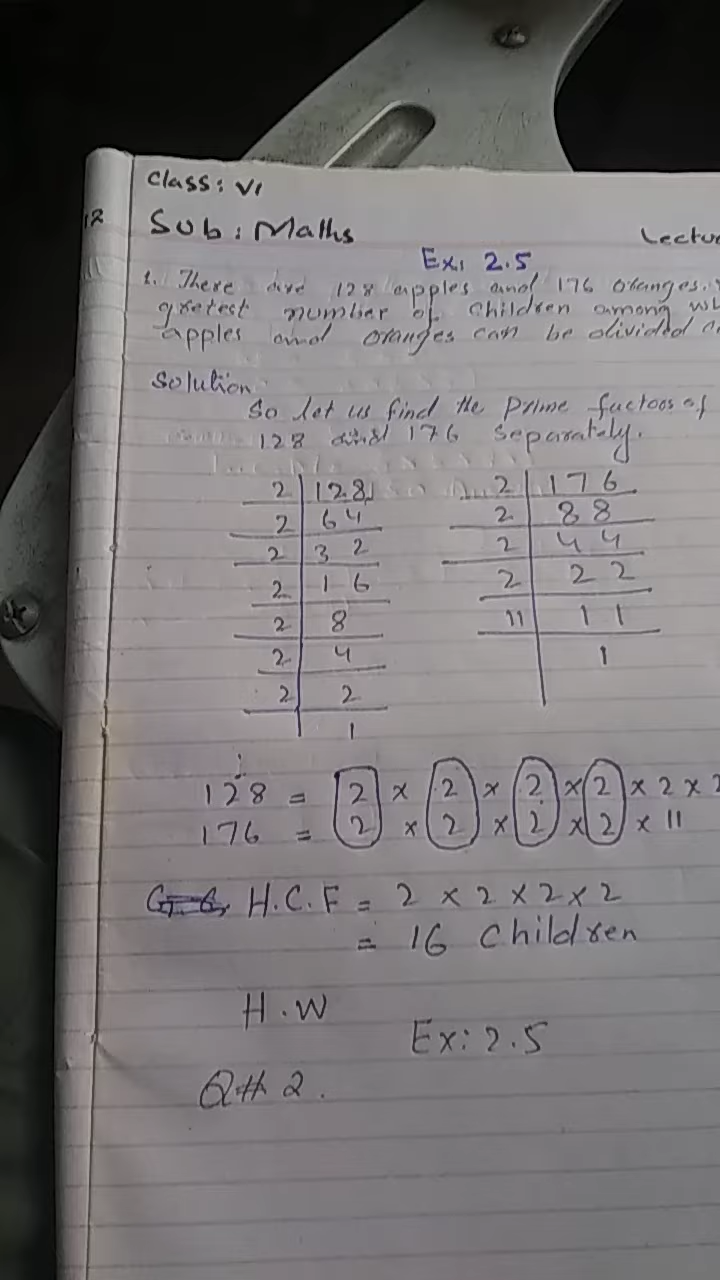 Class: VI
12
Sub: Maths
Lectu
Ex: 2.5
1. There are 128 apples and 176 oranges.
gretest number of children among wh
apples and oranges can be divided
Solution
So let us find the Prime factors of
128 and 176 separately.
2 | 128 2 | 176
2 | 64 2 | 88
2 | 32 2 | 44
2 | 16 2 | 22
2 | 8 11 | 11
2 | 4 1
2 | 2
1
128 = 2 x 2 x 2 x 2 x 2 x 2
176 = 2 x 2 x 2 x 2 x 11
H.C.F = 2 x 2 x 2 x 2
= 16 Children
H.W
Ex: 2.5
Q# 2.